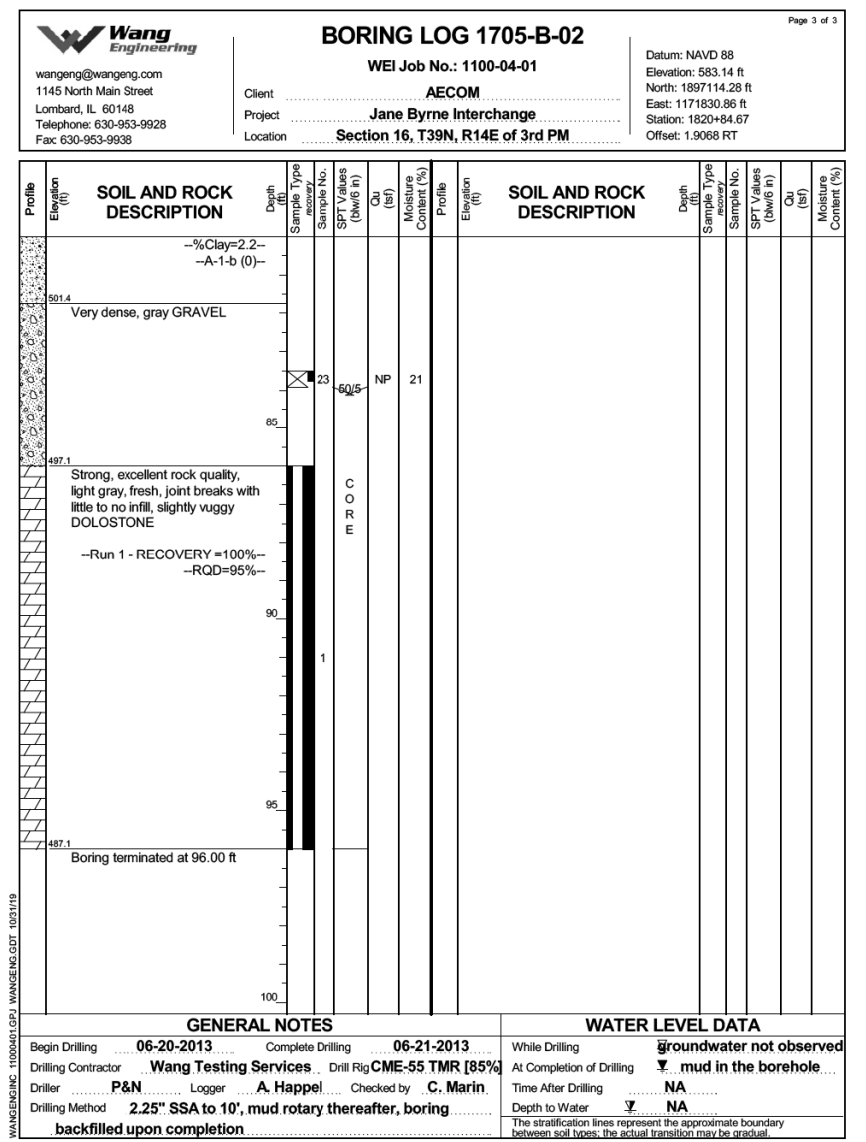 Page 3 of 3
Wang
Engineering
wangeng@wangeng.com
1145 North Main Street
Lombard, IL 60148
Telephone: 630-953-9928
Fax: 630-953-9938
BORING LOG 1705-B-02
WEI Job No.: 1100-04-01
Client AECOM
Project Jane Byrne Interchange
Location Section 16, T39N, R14E of 3rd PM
Datum: NAVD 88
Elevation: 583.14 ft
North: 1897114.28 ft
East: 1171830.86 ft
Station: 1820+84.67
Offset: 1.9068 RT
Profile
Elevation (ft)
SOIL AND ROCK
DESCRIPTION
Depth (ft)
Sample Type
recovery
Sample No.
SPT Values (blw/6 in)
Qu (tsf)
Moisture Content (%)
Profile
Elevation (ft)
SOIL AND ROCK
DESCRIPTION
Depth (ft)
Sample Type
recovery
Sample No.
SPT Values (blw/6 in)
Qu (tsf)
Moisture Content (%)
--%Clay=2.2--
--A-1-b (0)--
501.4
Very dense, gray GRAVEL
23 50/5 NP 21
85
497.1
Strong, excellent rock quality,
light gray, fresh, joint breaks with
little to no infill, slightly vuggy
DOLOSTONE
C
O
R
E
--Run 1 - RECOVERY =100%--
--RQD=95%--
90
1
95
487.1
Boring terminated at 96.00 ft
100
GENERAL NOTES
Begin Drilling 06-20-2013 Complete Drilling 06-21-2013
Drilling Contractor Wang Testing Services Drill Rig CME-55 TMR [85%]
Driller P&N Logger A. Happel Checked by C. Marin
Drilling Method 2.25" SSA to 10', mud rotary thereafter, boring
backfilled upon completion
WATER LEVEL DATA
While Drilling groundwater not observed
At Completion of Drilling mud in the borehole
Time After Drilling NA
Depth to Water NA
The stratification lines represent the approximate boundary
between soil types; the actual transition may be gradual.
WANGENGINC 11000401.GPJ WANGENG.GDT 10/31/19